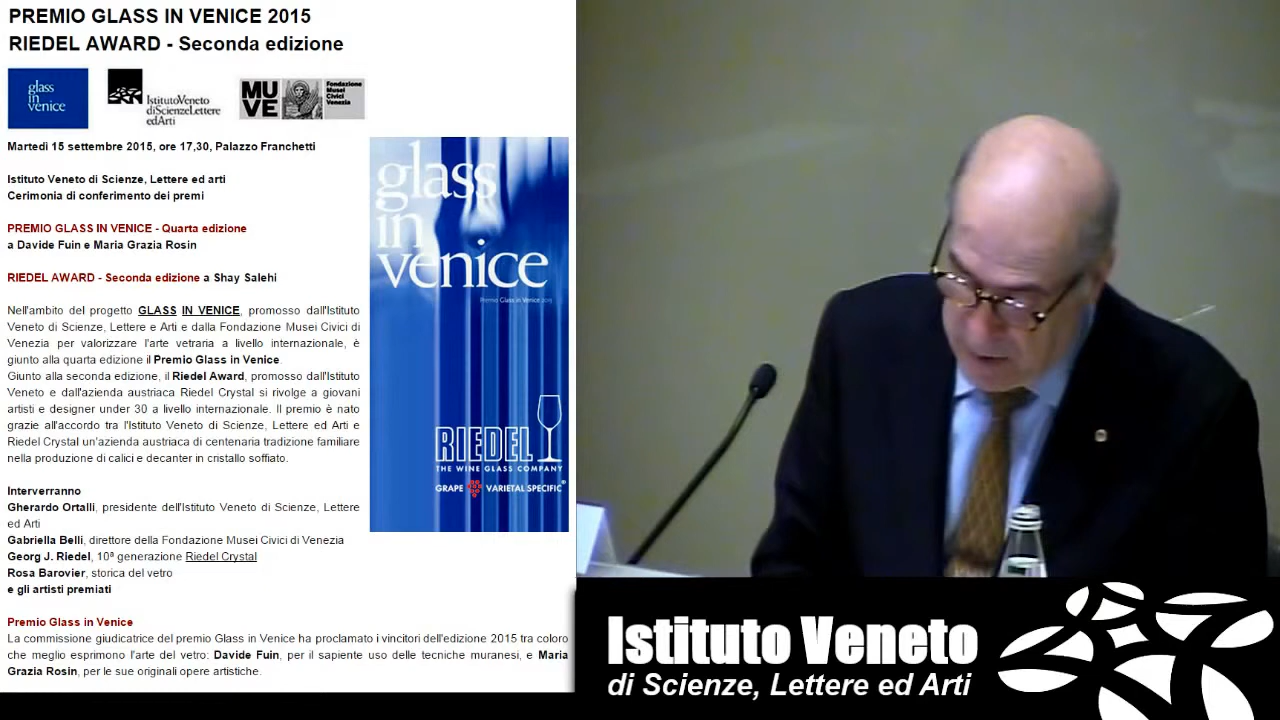 PREMIO GLASS IN VENICE 2015
RIEDEL AWARD - Seconda edizione
glass
in
venice
IstitutoVeneto
diScienzeLettere
edArti
MU
VE
Fondazione
Musei
Civici
Venezia
Martedì 15 settembre 2015, ore 17,30, Palazzo Franchetti
Istituto Veneto di Scienze, Lettere ed arti
Cerimonia di conferimento dei premi
PREMIO GLASS IN VENICE - Quarta edizione
a Davide Fuin e Maria Grazia Rosin
RIEDEL AWARD - Seconda edizione a Shay Salehi
Nell'ambito del progetto GLASS IN VENICE, promosso dall'Istituto
Veneto di Scienze, Lettere e Arti e dalla Fondazione Musei Civici di
Venezia per valorizzare l'arte vetraria a livello internazionale, è
giunto alla quarta edizione il Premio Glass in Venice.
Giunto alla seconda edizione, il Riedel Award, promosso dall'Istituto
Veneto e dall'azienda austriaca Riedel Crystal si rivolge a giovani
artisti e designer under 30 a livello internazionale. Il premio è nato
grazie all'accordo tra l'Istituto Veneto di Scienze, Lettere ed Arti e
Riedel Crystal un'azienda austriaca di centenaria tradizione familiare
nella produzione di calici e decanter in cristallo soffiato.
Interverranno
Gherardo Ortalli, presidente dell'Istituto Veneto di Scienze, Lettere
ed Arti
Gabriella Belli, direttore della Fondazione Musei Civici di Venezia
Georg J. Riedel, 10ª generazione Riedel Crystal
Rosa Barovier, storica del vetro
e gli artisti premiati
Premio Glass in Venice
La commissione giudicatrice del premio Glass in Venice ha proclamato i vincitori dell'edizione 2015 tra coloro
che meglio esprimono l'arte del vetro: Davide Fuin, per il sapiente uso delle tecniche muranesi, e Maria
Grazia Rosin, per le sue originali opere artistiche.
glass
in
venice
Premio Glass in Venice 2015
RIEDEL
THE WINE GLASS COMPANY
GRAPE VARIETAL SPECIFIC®
Istituto Veneto
di Scienze, Lettere ed Arti